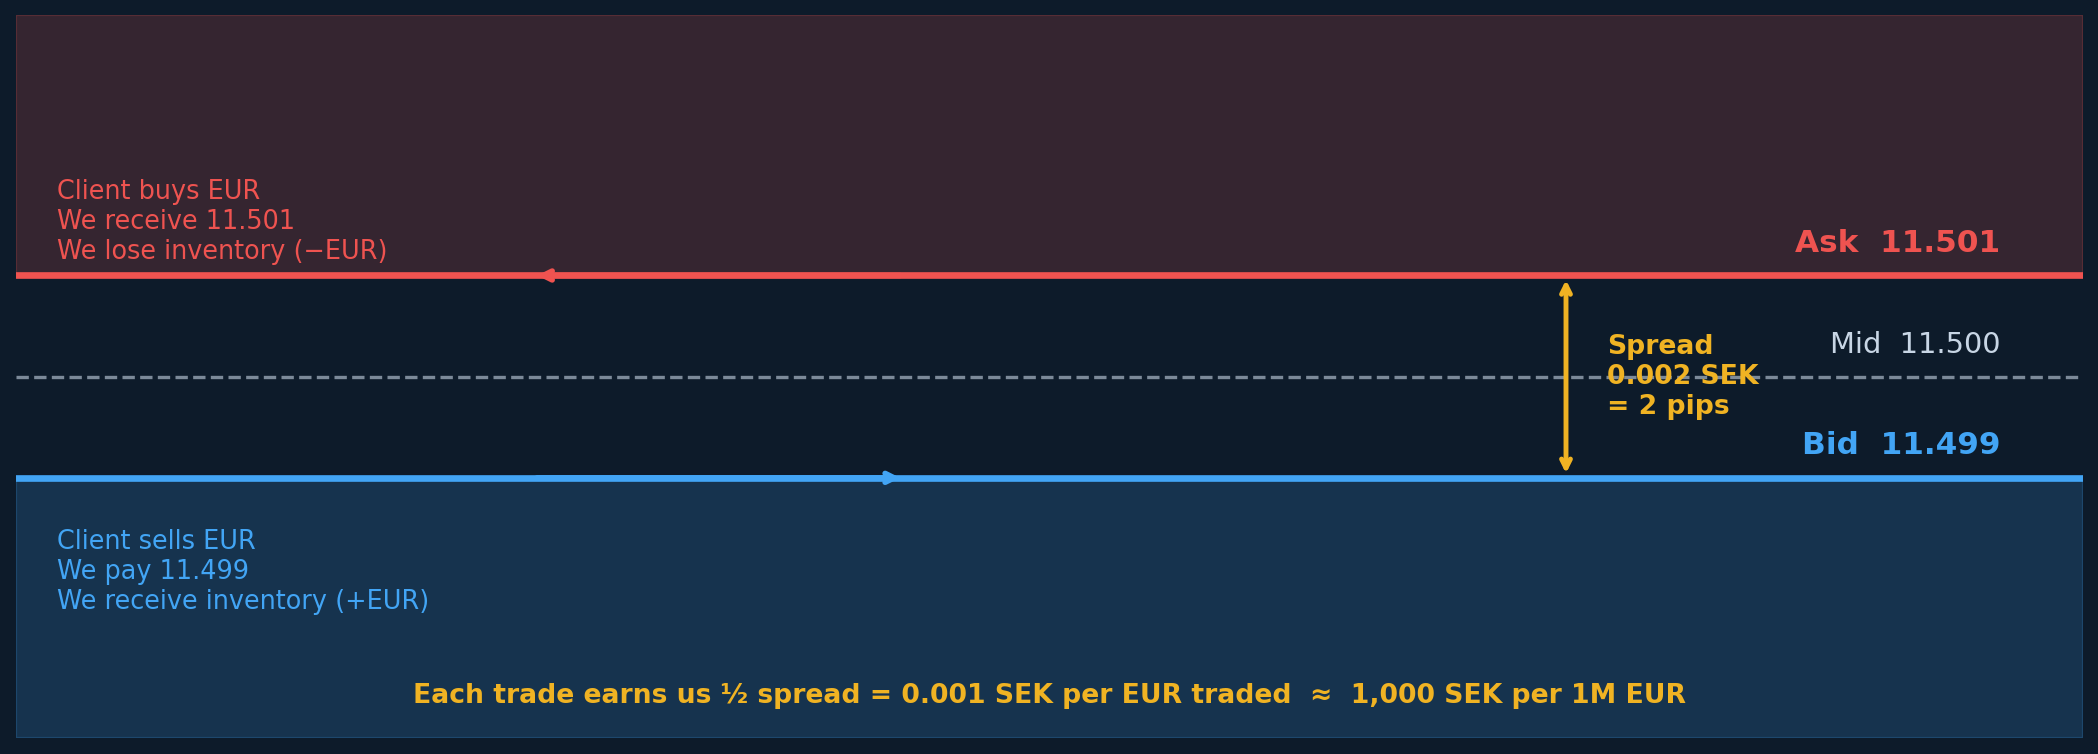 Client buys EUR
We receive 11.501
We lose inventory (−EUR)
Ask  11.501
Mid  11.500
Spread
0.002 SEK
= 2 pips
Bid  11.499
Client sells EUR
We pay 11.499
We receive inventory (+EUR)
Each trade earns us ½ spread = 0.001 SEK per EUR traded  ≈  1,000 SEK per 1M EUR